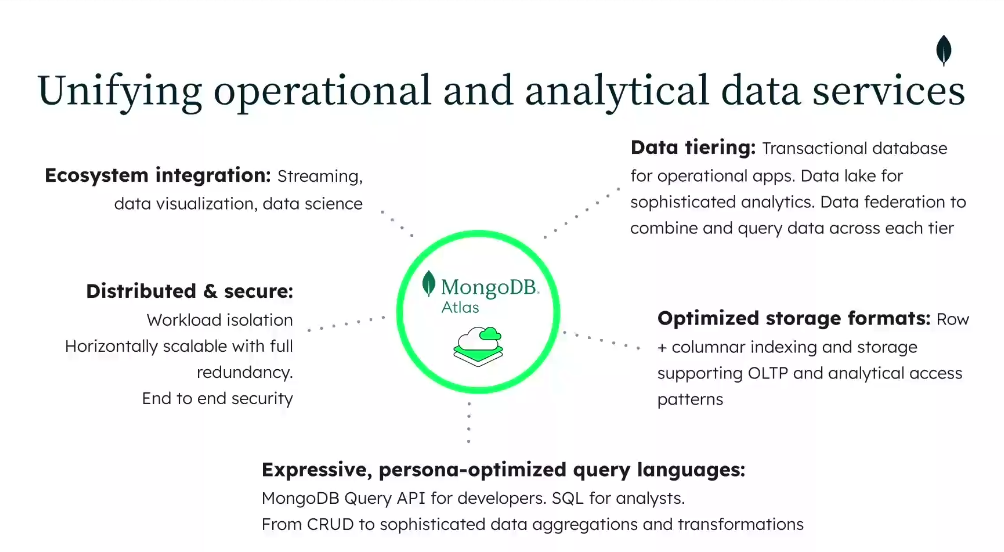 Unifying operational and analytical data services
Ecosystem integration: Streaming,
data visualization, data science
Data tiering: Transactional database
for operational apps. Data lake for
sophisticated analytics. Data federation to
combine and query data across each tier
MongoDB.
Atlas
Distributed & secure:
Workload isolation
Horizontally scalable with full
redundancy.
End to end security
Optimized storage formats: Row
+ columnar indexing and storage
supporting OLTP and analytical access
patterns
Expressive, persona-optimized query languages:
MongoDB Query API for developers. SQL for analysts.
From CRUD to sophisticated data aggregations and transformations